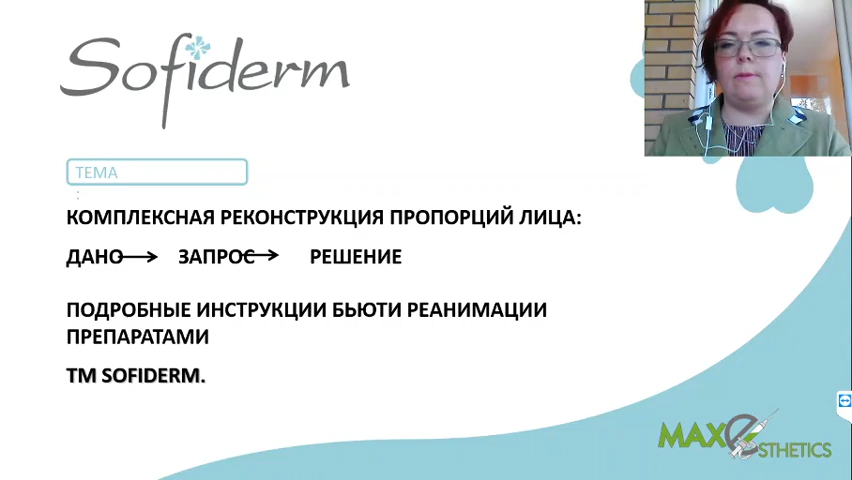 Sofiderm
ТЕМА
:
КОМПЛЕКСНАЯ РЕКОНСТРУКЦИЯ ПРОПОРЦИЙ ЛИЦА:
ДАНО → ЗАПРОС → РЕШЕНИЕ
ПОДРОБНЫЕ ИНСТРУКЦИИ БЬЮТИ РЕАНИМАЦИИ
ПРЕПАРАТАМИ
ТМ SOFIDERM.
MAX eSTHETICS